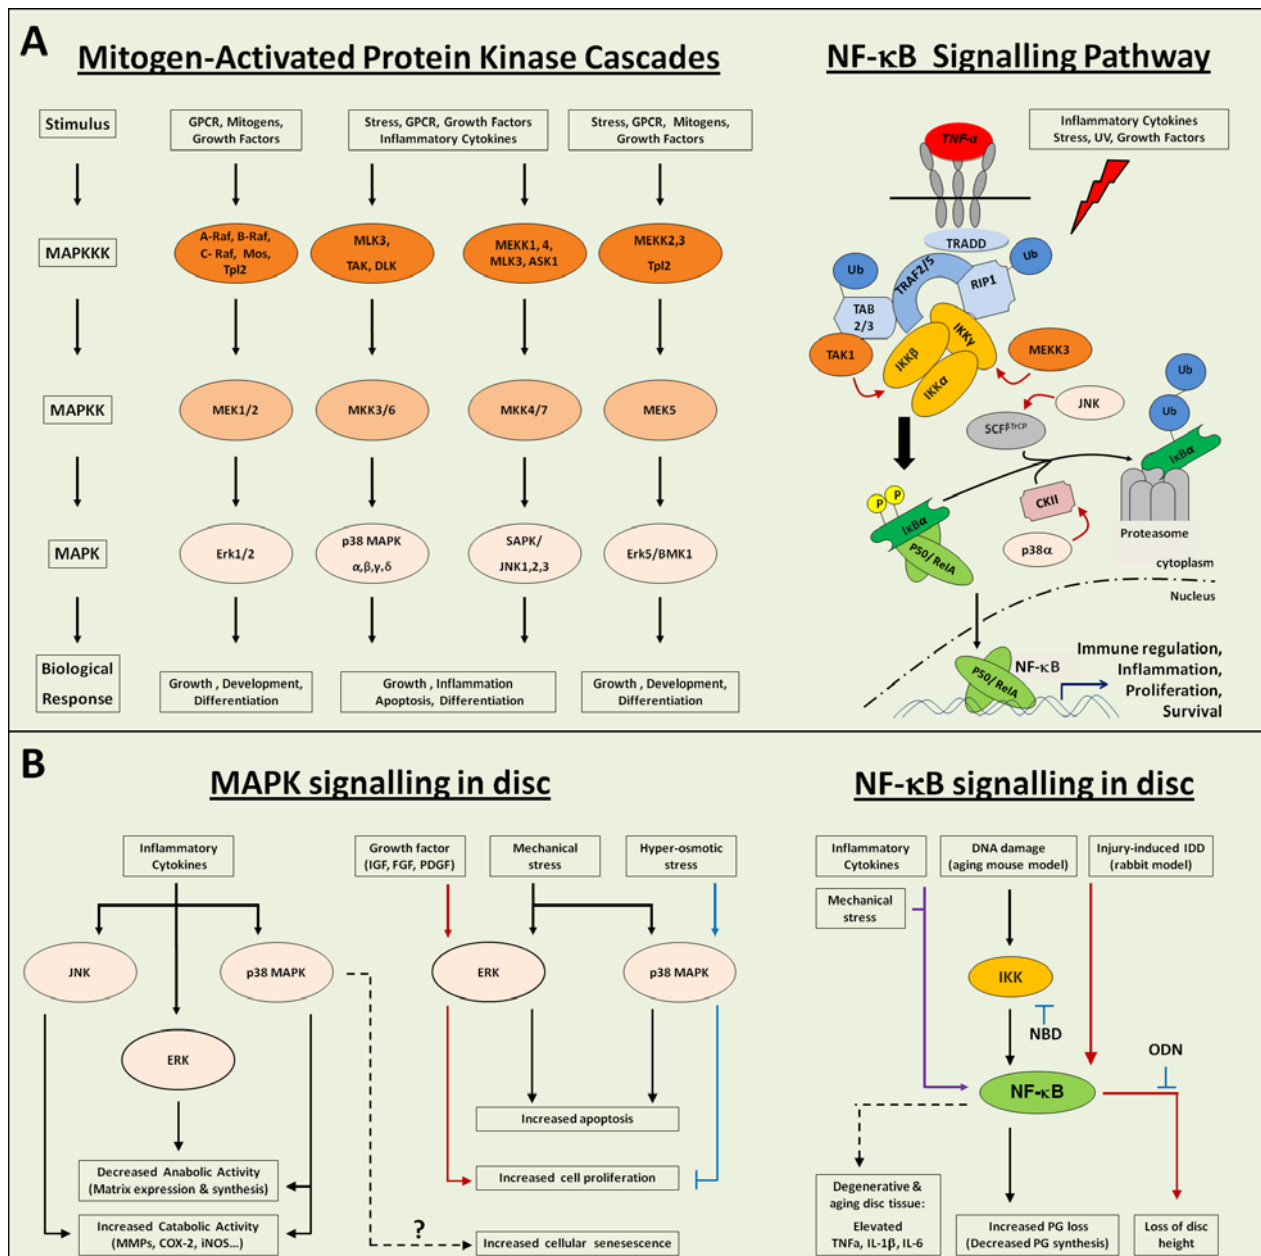 A
Mitogen-Activated Protein Kinase Cascades
Stimulus
GPCR, Mitogens,
Growth Factors
Stress, GPCR, Growth Factors
Inflammatory Cytokines
Stress, GPCR, Mitogens,
Growth Factors
MAPKKK
A-Raf, B-Raf,
C- Raf, Mos,
Tpl2
MLK3,
TAK, DLK
MEKK1, 4,
MLK3, ASK1
MEKK2,3
Tpl2
MAPKK
MEK1/2
MKK3/6
MKK4/7
MEK5
MAPK
Erk1/2
p38 MAPK
α,β,γ,δ
SAPK/
JNK1,2,3
Erk5/BMK1
Biological
Response
Growth , Development,
Differentiation
Growth , Inflammation
Apoptosis, Differentiation
Growth , Development,
Differentiation
NF-κB Signalling Pathway
TNF-α
Inflammatory Cytokines
Stress, UV, Growth Factors
TRADD
Ub
TRAF2/5
RIP1
Ub
TAB
2/3
TAK1
IKKβ
IKKγ
IKKα
MEKK3
JNK
SCFβTrCP
Ub
Ub
IκBα
P
P
IκBα
P50/ RelA
CKII
p38α
Proteasome
cytoplasm
Nucleus
P50/ RelA
NF-κB
Immune regulation,
Inflammation,
Proliferation,
Survival
B
MAPK signalling in disc
Inflammatory
Cytokines
Growth factor
(IGF, FGF, PDGF)
Mechanical
stress
Hyper-osmotic
stress
JNK
p38 MAPK
ERK
ERK
p38 MAPK
Increased apoptosis
Decreased Anabolic Activity
(Matrix expression & synthesis)
Increased cell proliferation
Increased Catabolic Activity
(MMPs, COX-2, iNOS...)
?
Increased cellular senesescence
NF-κB signalling in disc
Inflammatory
Cytokines
DNA damage
(aging mouse model)
Injury-induced IDD
(rabbit model)
Mechanical
stress
IKK
NBD
ODN
NF-κB
Degenerative &
aging disc tissue:
Elevated
TNFa, IL-1β, IL-6
Increased PG loss
(Decreased PG synthesis)
Loss of disc
height